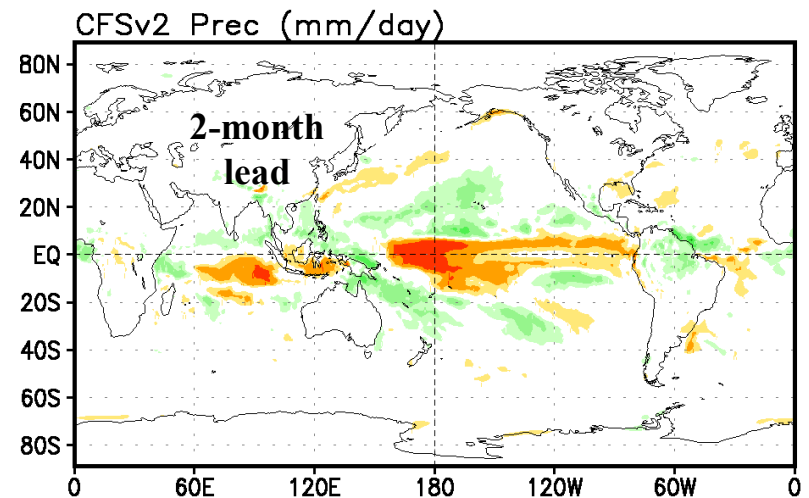 CFSv2 Prec (mm/day)
80N
60N
2-month
lead
40N
20N
EQ
20S
40S
60S
80S
0 60E 120E 180 120W 60W 0